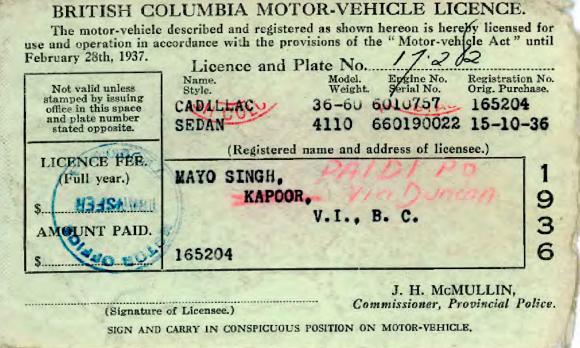 BRITISH COLUMBIA MOTOR-VEHICLE LICENCE.
The motor-vehicle described and registered as shown hereon is hereby licensed for
use and operation in accordance with the provisions of the "Motor-vehicle Act" until
February 28th, 1937.
Licence and Plate No. 17-202
Not valid unless
stamped by issuing
office in this space
and plate number
stated opposite.
Name. Model. Engine No. Registration No.
Style. Weight. Serial No. Orig. Purchase.
CADILLAC 36-60 6010757 165204
SEDAN 4110 660190022 15-10-36
(Registered name and address of licensee.)
LICENCE FEE.
(Full year.)
$
AMOUNT PAID.
$
MAYO SINGH,
KAPOOR,
V.I., B. C.
165204
PAIDI PO
Via Duncan
TRANSFER
1
9
3
6
J. H. McMULLIN,
Commissioner, Provincial Police.
(Signature of Licensee.)
SIGN AND CARRY IN CONSPICUOUS POSITION ON MOTOR-VEHICLE.